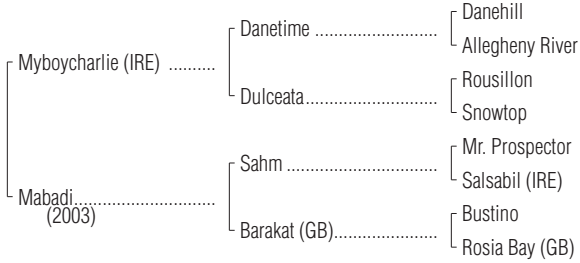 Danehill
Danetime ..........................
Allegheny River
Myboycharlie (IRE) ..........
Rousillon
Dulceata............................
Snowtop
Mr. Prospector
Sahm ................................
Salsabil (IRE)
Mabadi..............................
(2003)
Bustino
Barakat (GB)......................
Rosia Bay (GB)